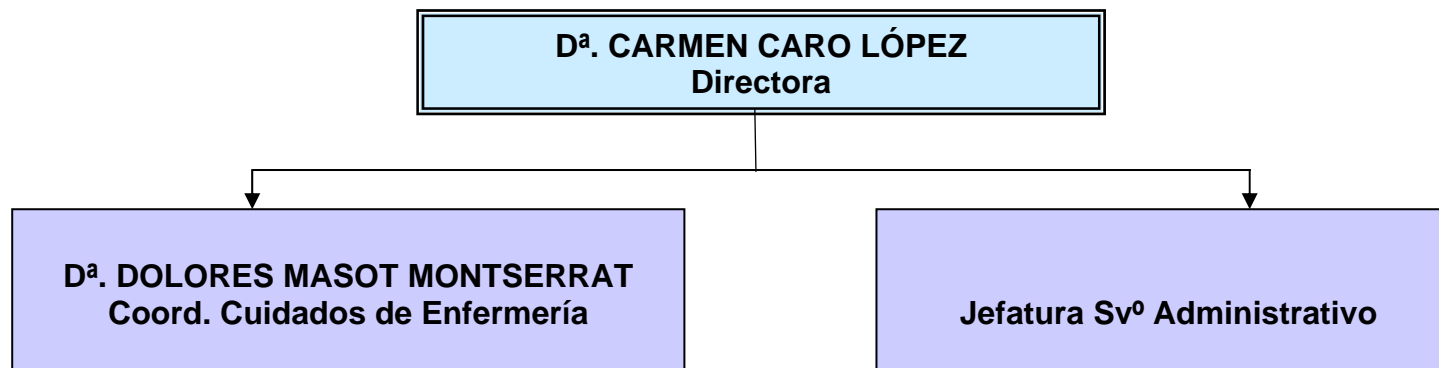 Dª. CARMEN CARO LÓPEZ
Directora
Dª. DOLORES MASOT MONTSERRAT
Coord. Cuidados de Enfermería
Jefatura Svº Administrativo